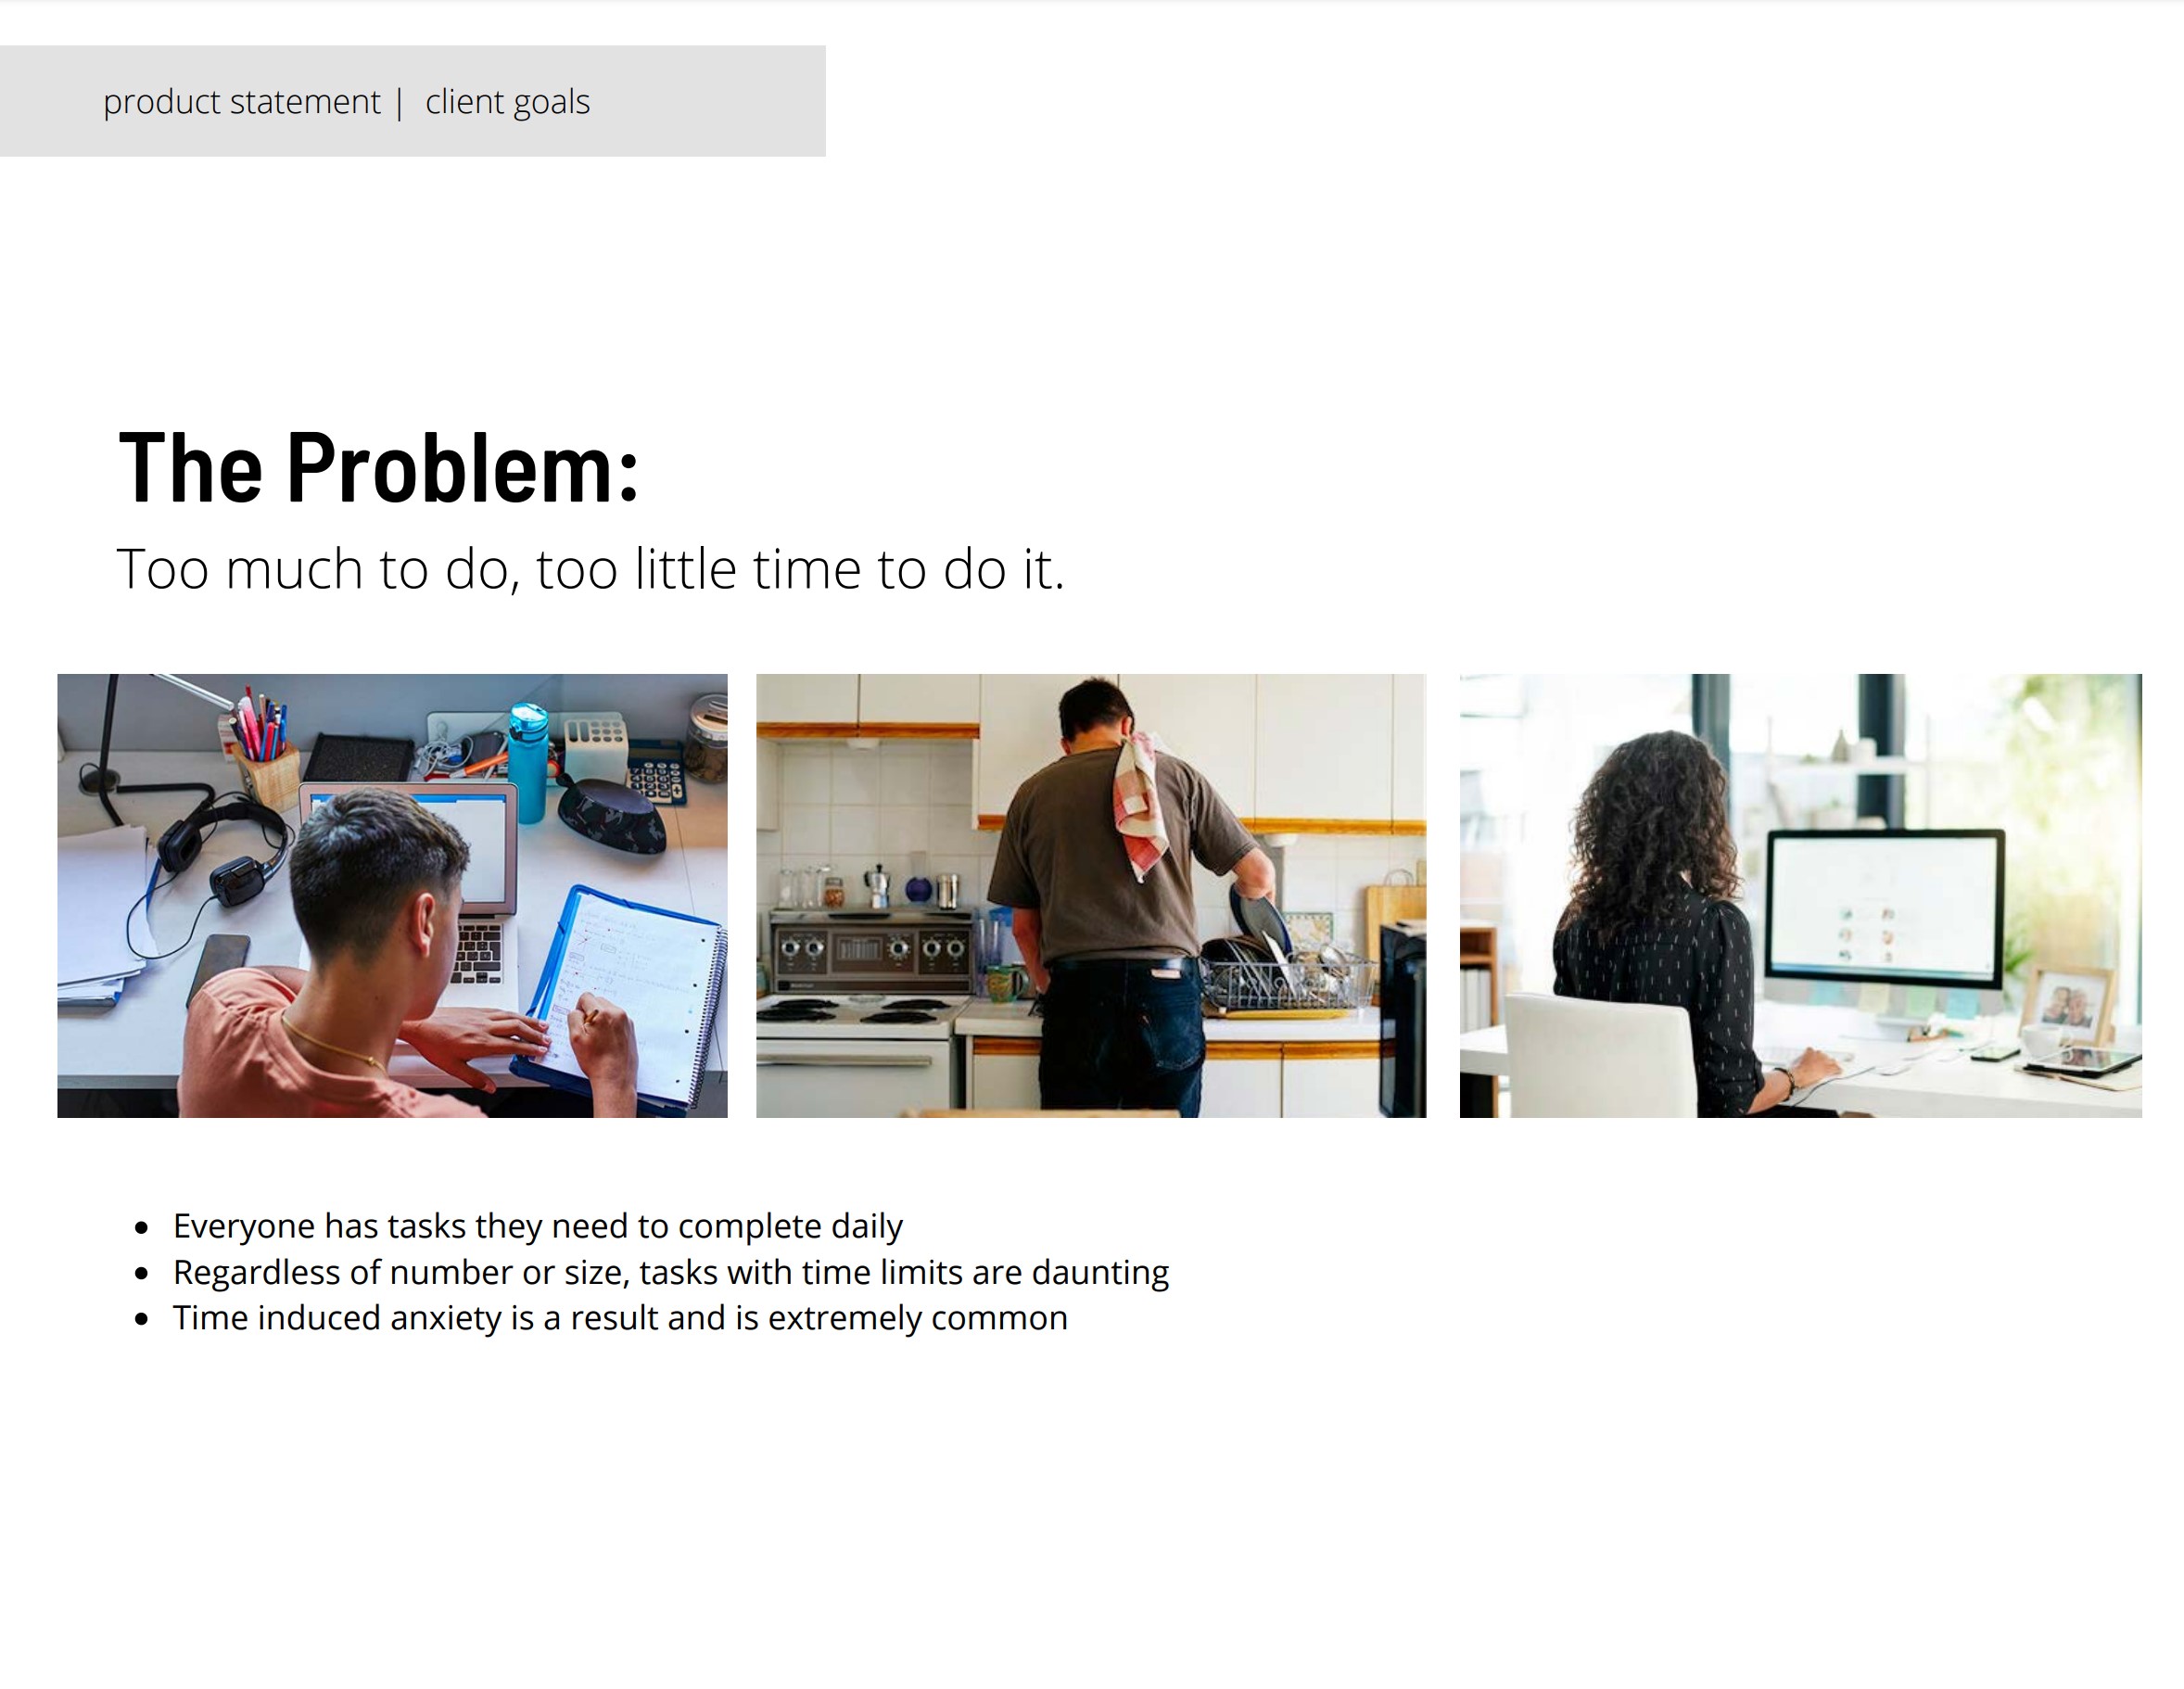 product statement | client goals
The Problem:
Too much to do, too little time to do it.
• Everyone has tasks they need to complete daily
• Regardless of number or size, tasks with time limits are daunting
• Time induced anxiety is a result and is extremely common